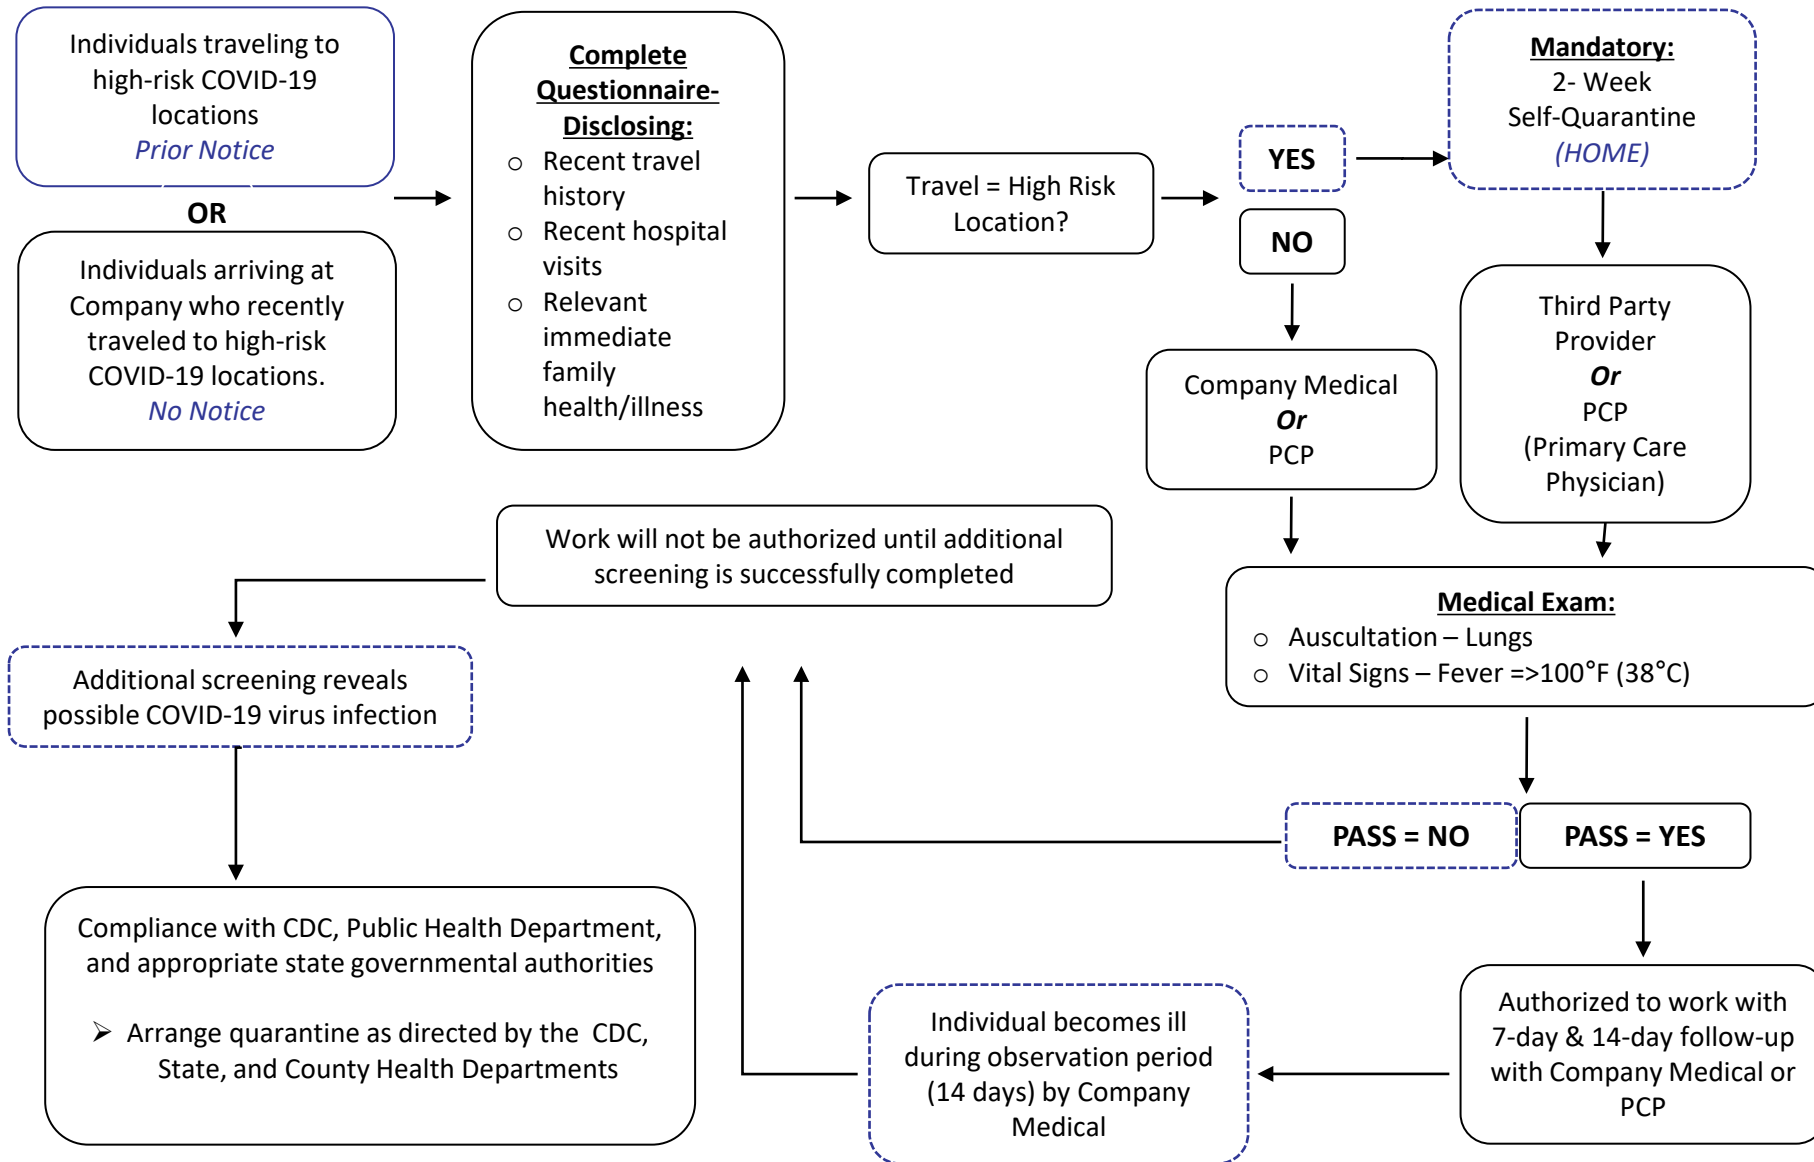 Individuals traveling to
high-risk COVID-19
locations
Prior Notice
OR
Individuals arriving at
Company who recently
traveled to high-risk
COVID-19 locations.
No Notice
Complete
Questionnaire-
Disclosing:
o Recent travel
history
o Recent hospital
visits
o Relevant
immediate
family
health/illness
Travel = High Risk
Location?
YES
NO
Mandatory:
2- Week
Self-Quarantine
(HOME)
Company Medical
Or
PCP
Third Party
Provider
Or
PCP
(Primary Care
Physician)
Medical Exam:
o Auscultation – Lungs
o Vital Signs – Fever =>100°F (38°C)
PASS = NO
PASS = YES
Authorized to work with
7-day & 14-day follow-up
with Company Medical or
PCP
Individual becomes ill
during observation period
(14 days) by Company
Medical
Work will not be authorized until additional
screening is successfully completed
Additional screening reveals
possible COVID-19 virus infection
Compliance with CDC, Public Health Department,
and appropriate state governmental authorities
➢ Arrange quarantine as directed by the CDC,
State, and County Health Departments